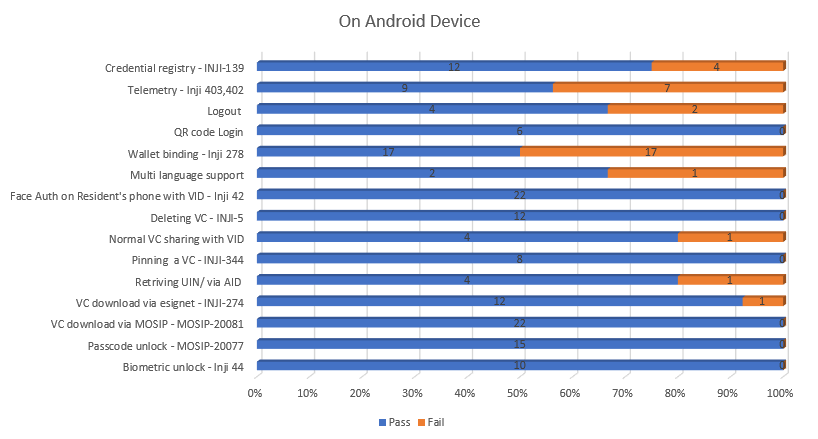 On Android Device
Credential registry - INJI-139 12 4
Telemetry - Inji 403,402 9 7
Logout 4 2
QR code Login 6 0
Wallet binding - Inji 278 17 17
Multi language support 2 1
Face Auth on Resident's phone with VID - Inji 42 22 0
Deleting VC - INJI-5 12 0
Normal VC sharing with VID 4 1
Pinning a VC - INJI-344 8 0
Retriving UIN/ via AID 4 1
VC download via esignet - INJI-274 12 1
VC download via MOSIP - MOSIP-20081 22 0
Passcode unlock - MOSIP-20077 15 0
Biometric unlock - Inji 44 10 0
0% 10% 20% 30% 40% 50% 60% 70% 80% 90% 100%
Pass Fail